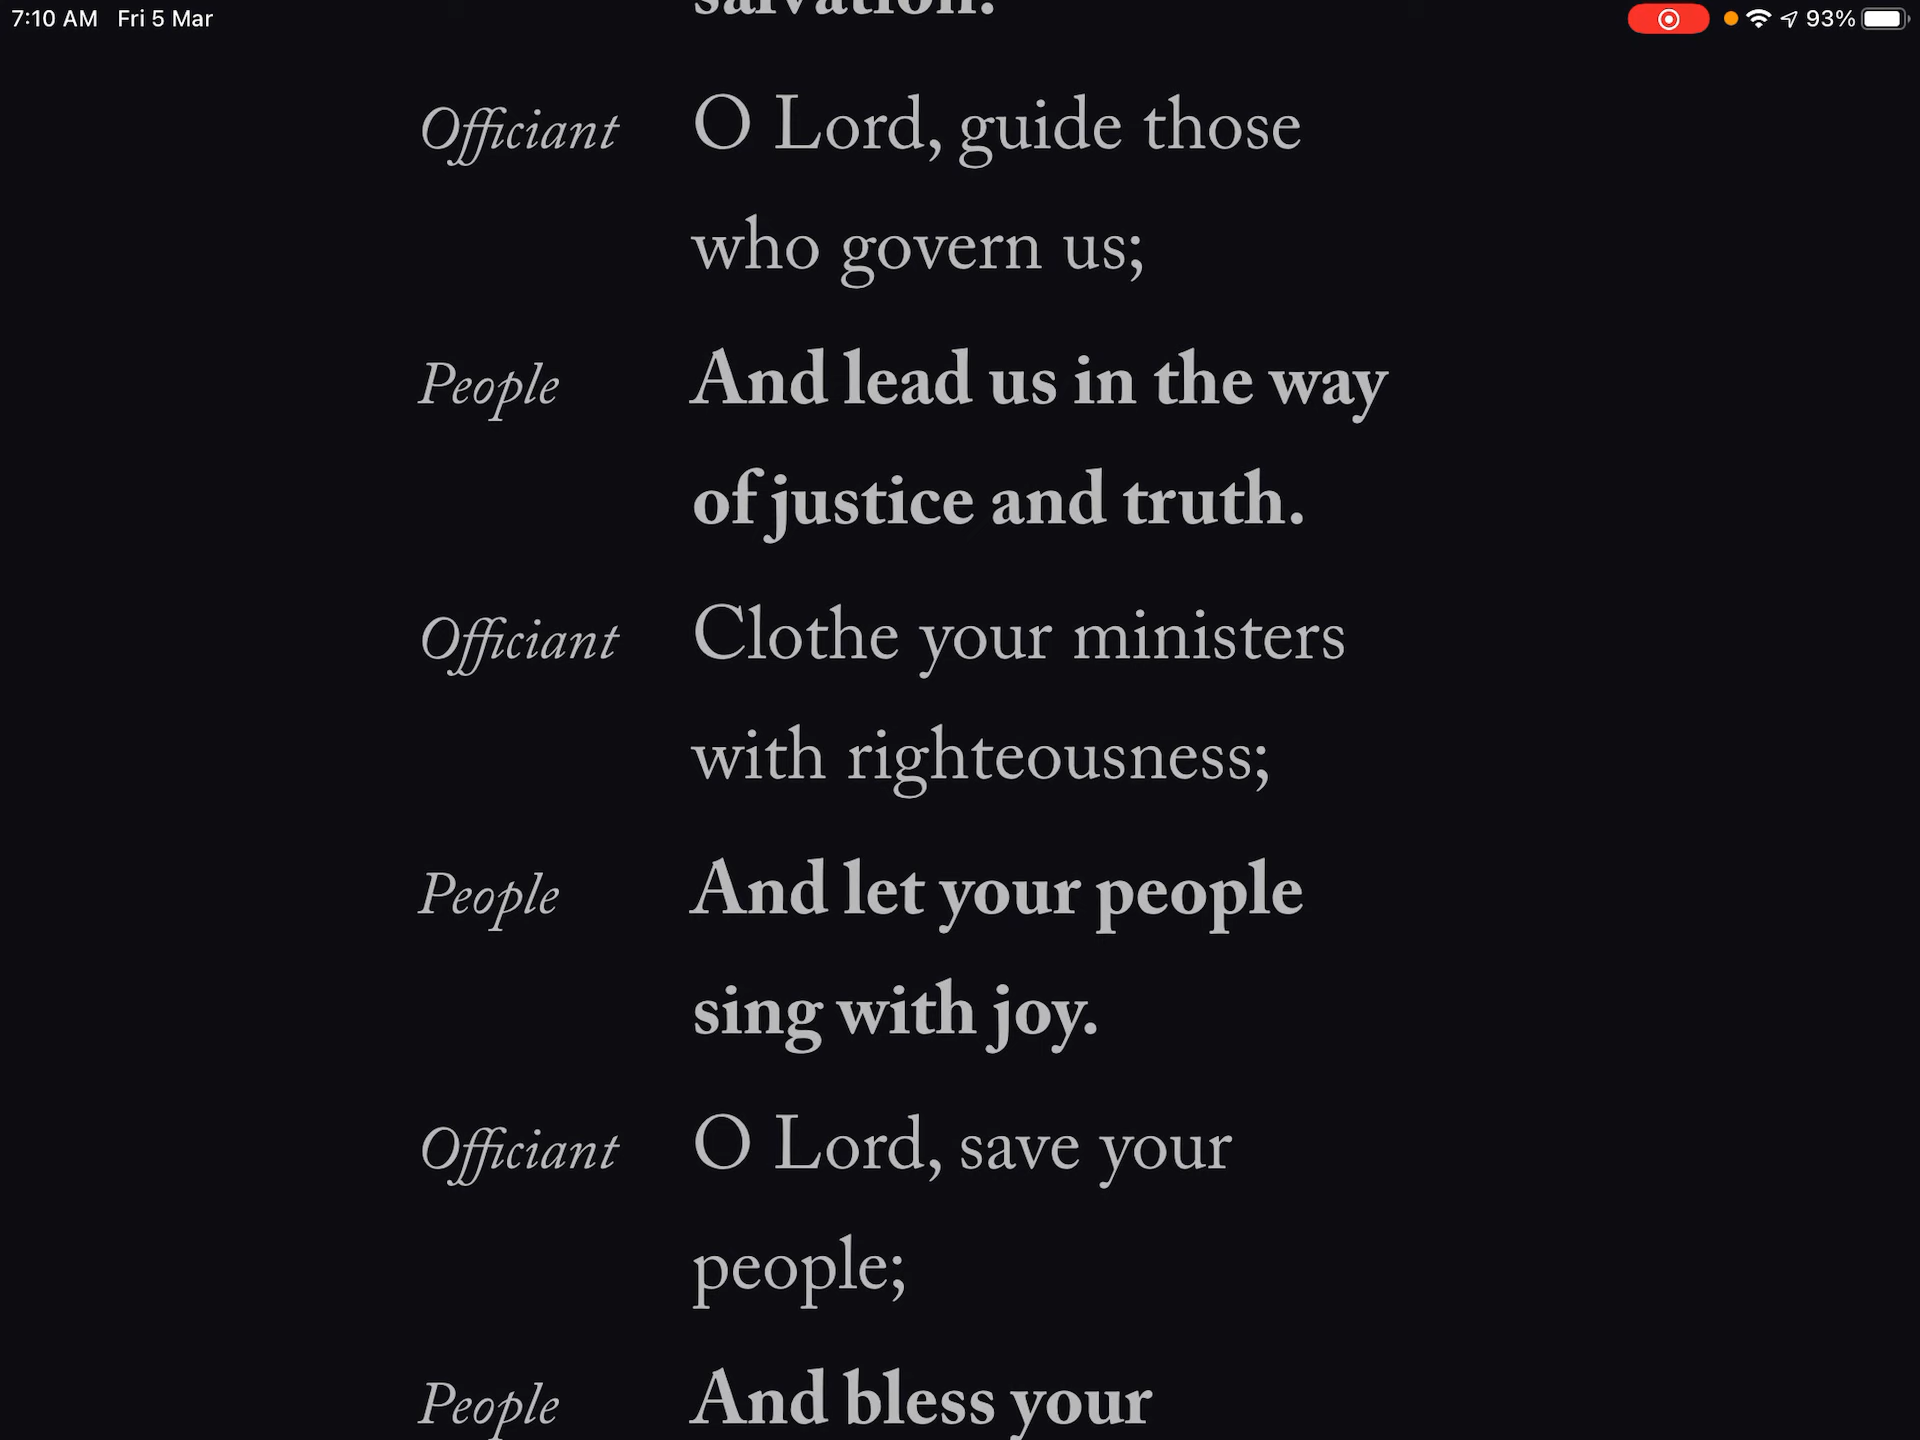 7:10 AM Fri 5 Mar 93%
salvation.
Officiant O Lord, guide those
who govern us;
People And lead us in the way
of justice and truth.
Officiant Clothe your ministers
with righteousness;
People And let your people
sing with joy.
Officiant O Lord, save your
people;
People And bless your